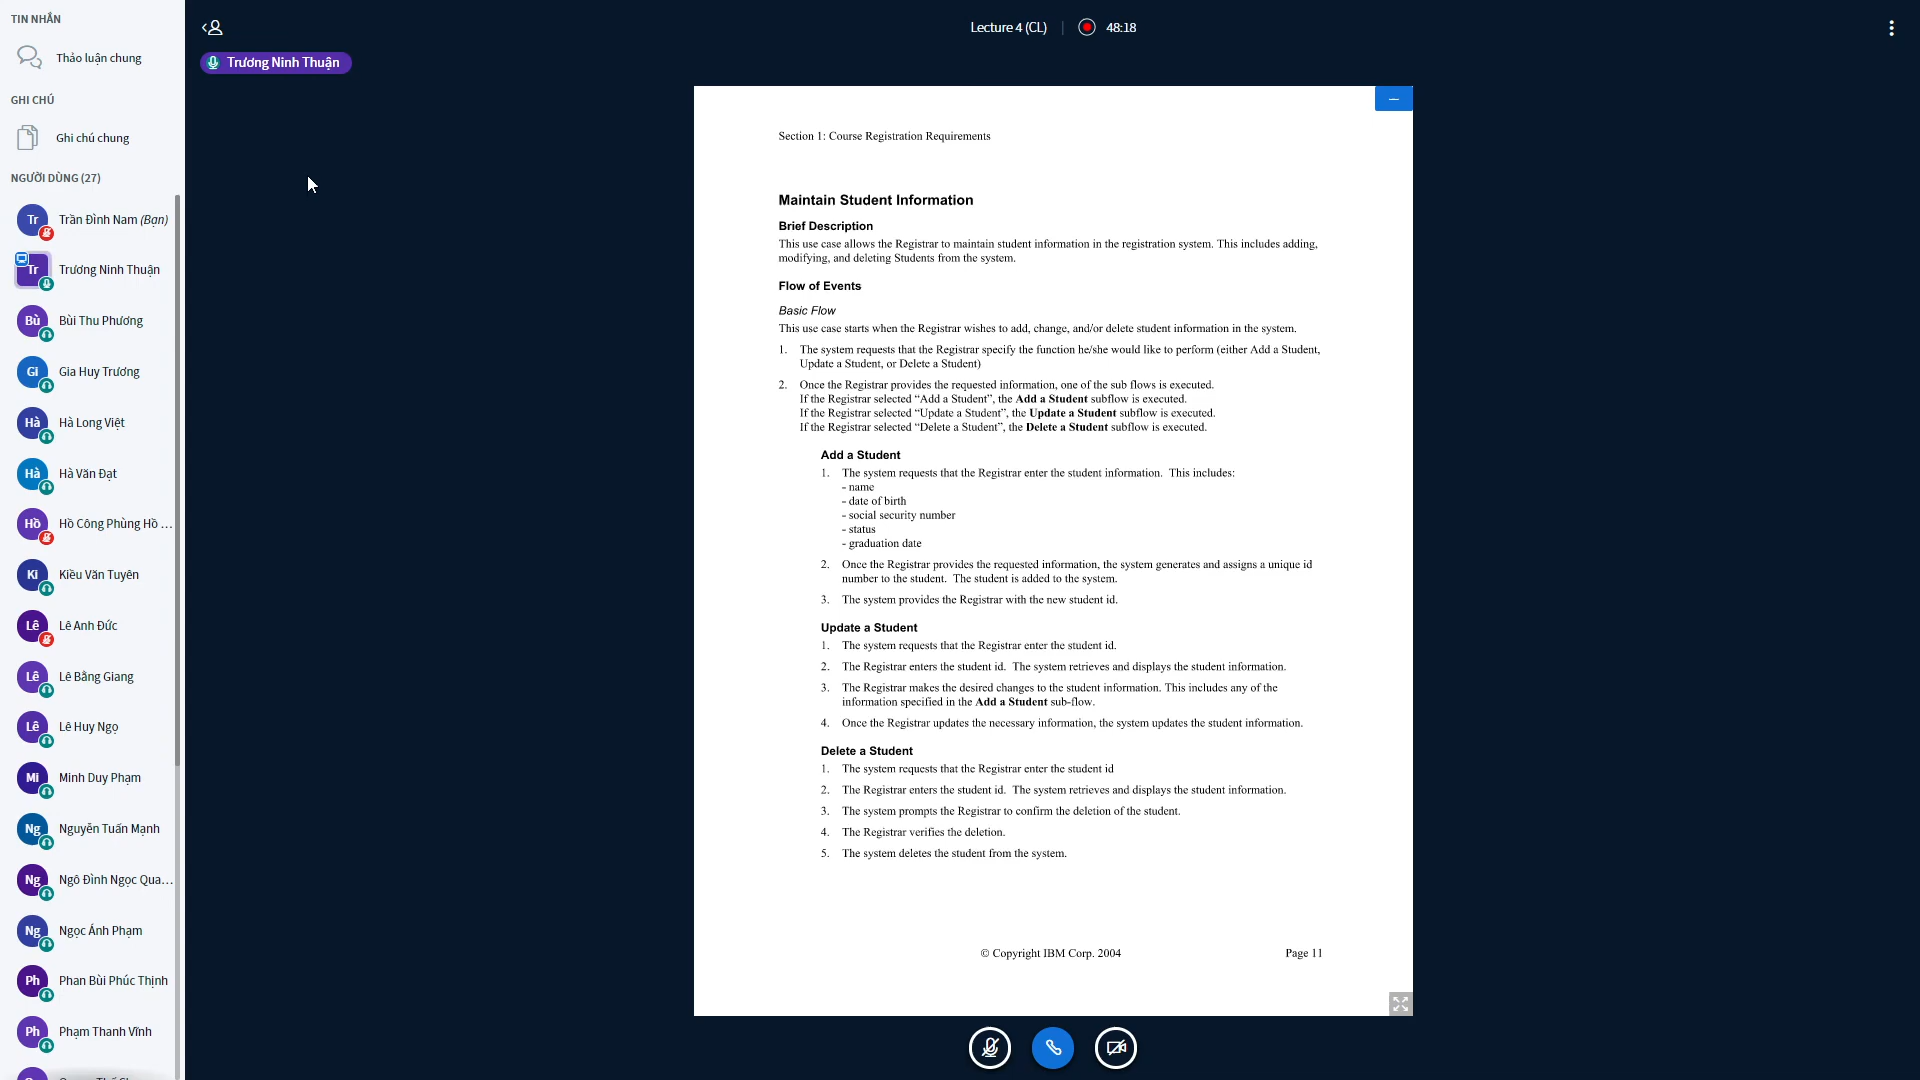 TIN NHẮN
Thảo luận chung
GHI CHÚ
Ghi chú chung
NGƯỜI DÙNG (27)
Tr
Trần Đình Nam (Bạn)
Tr
Trương Ninh Thuận
Bù
Bùi Thu Phương
Gi
Gia Huy Trương
Hà
Hà Long Việt
Hà
Hà Văn Đạt
Hồ
Hồ Công Phùng Hồ ...
Ki
Kiều Văn Tuyên
Lê
Lê Anh Đức
Lê
Lê Bằng Giang
Lê
Lê Huy Ngọ
Mi
Minh Duy Phạm
Ng
Nguyễn Tuấn Mạnh
Ng
Ngô Đình Ngọc Qua...
Ng
Ngọc Ánh Phạm
Ph
Phan Bùi Phúc Thịnh
Ph
Phạm Thanh Vĩnh
Lecture 4 (CL)
48:18
Trương Ninh Thuận
Section 1: Course Registration Requirements
Maintain Student Information
Brief Description
This use case allows the Registrar to maintain student information in the registration system. This includes adding,
modifying, and deleting Students from the system.
Flow of Events
Basic Flow
This use case starts when the Registrar wishes to add, change, and/or delete student information in the system.
1. The system requests that the Registrar specify the function he/she would like to perform (either Add a Student,
Update a Student, or Delete a Student)
2. Once the Registrar provides the requested information, one of the sub flows is executed.
If the Registrar selected “Add a Student”, the Add a Student subflow is executed.
If the Registrar selected “Update a Student”, the Update a Student subflow is executed.
If the Registrar selected “Delete a Student”, the Delete a Student subflow is executed.
Add a Student
1. The system requests that the Registrar enter the student information. This includes:
- name
- date of birth
- social security number
- status
- graduation date
2. Once the Registrar provides the requested information, the system generates and assigns a unique id
number to the student. The student is added to the system.
3. The system provides the Registrar with the new student id.
Update a Student
1. The system requests that the Registrar enter the student id.
2. The Registrar enters the student id. The system retrieves and displays the student information.
3. The Registrar makes the desired changes to the student information. This includes any of the
information specified in the Add a Student sub-flow.
4. Once the Registrar updates the necessary information, the system updates the student information.
Delete a Student
1. The system requests that the Registrar enter the student id
2. The Registrar enters the student id. The system retrieves and displays the student information.
3. The system prompts the Registrar to confirm the deletion of the student.
4. The Registrar verifies the deletion.
5. The system deletes the student from the system.
© Copyright IBM Corp. 2004
Page 11